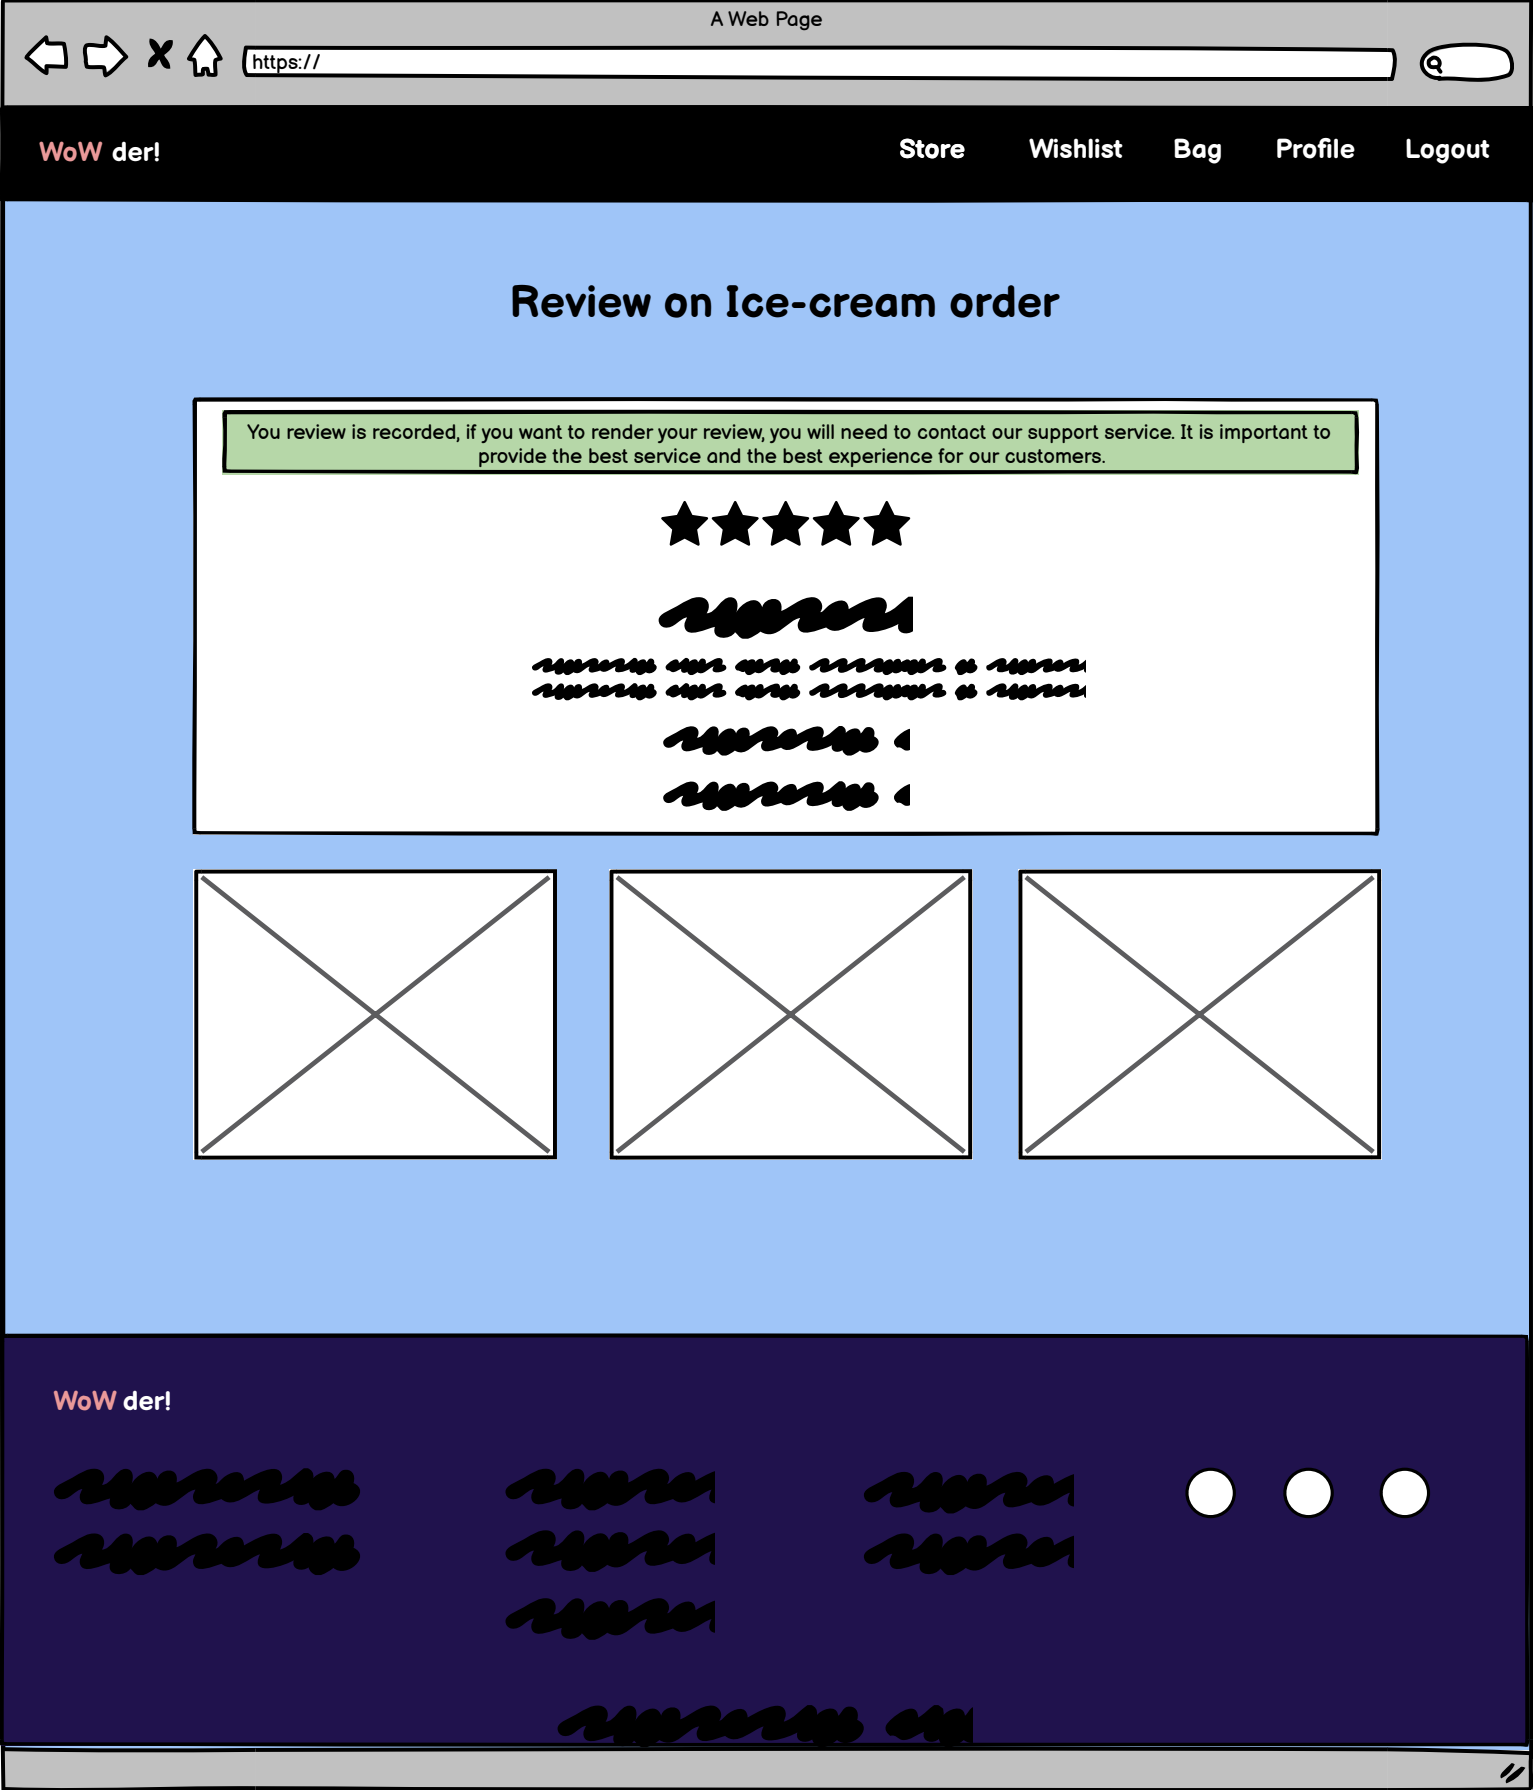 A Web Page
https://
WoW der!
Store Wishlist Bag Profile Logout
Review on Ice-cream order
You review is recorded, if you want to render your review, you will need to contact our support service. It is important to
provide the best service and the best experience for our customers.
WoW der!